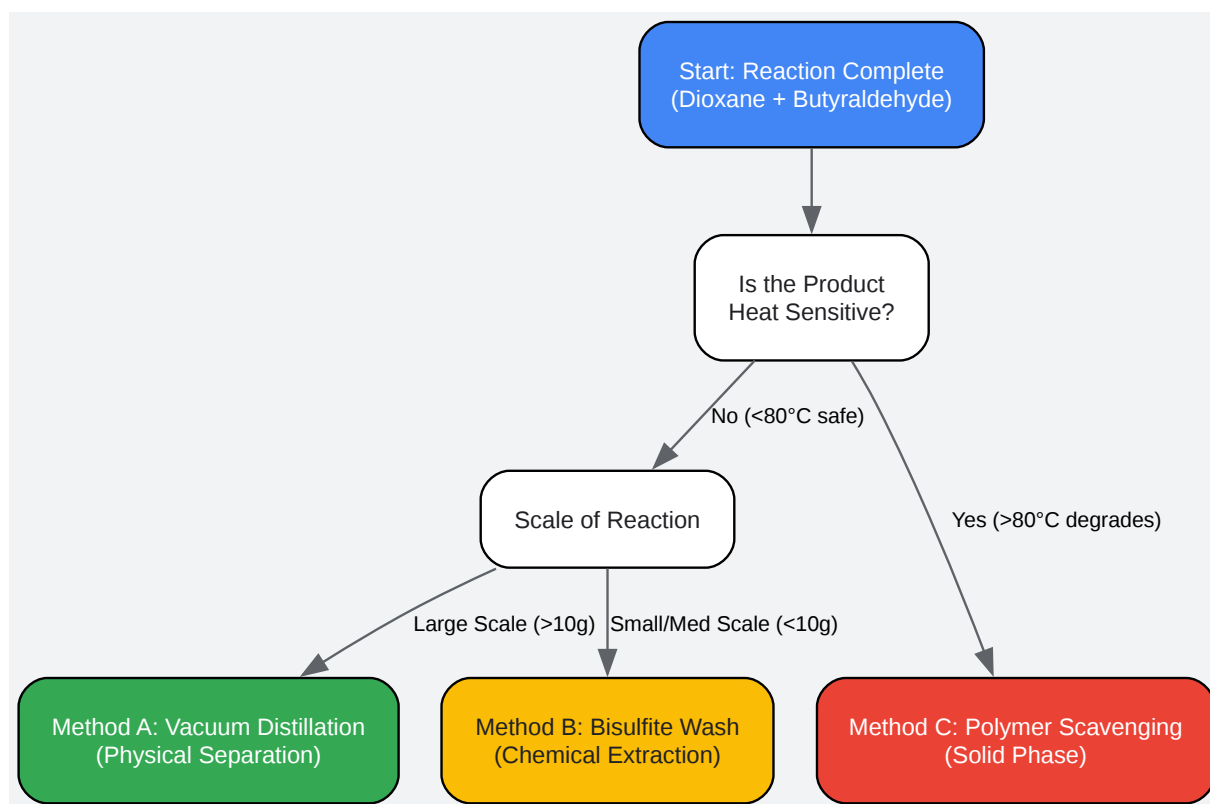 Start: Reaction Complete
(Dioxane + Butyraldehyde)
Is the Product
Heat Sensitive?
No (<80°C safe)
Scale of Reaction
Yes (>80°C degrades)
Large Scale (>10g)
Small/Med Scale (<10g)
Method A: Vacuum Distillation
(Physical Separation)
Method B: Bisulfite Wash
(Chemical Extraction)
Method C: Polymer Scavenging
(Solid Phase)